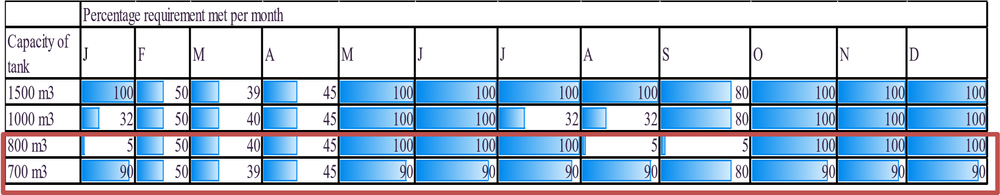 Percentage requirement met per month
Capacity of tank J F M A M J J A S O N D
1500 m3 100 50 39 45 100 100 100 100 80 100 100 100
1000 m3 32 50 40 45 100 100 32 32 80 100 100 100
800 m3 5 50 40 45 100 100 100 5 5 100 100 100
700 m3 90 50 39 45 90 90 90 90 80 90 90 90